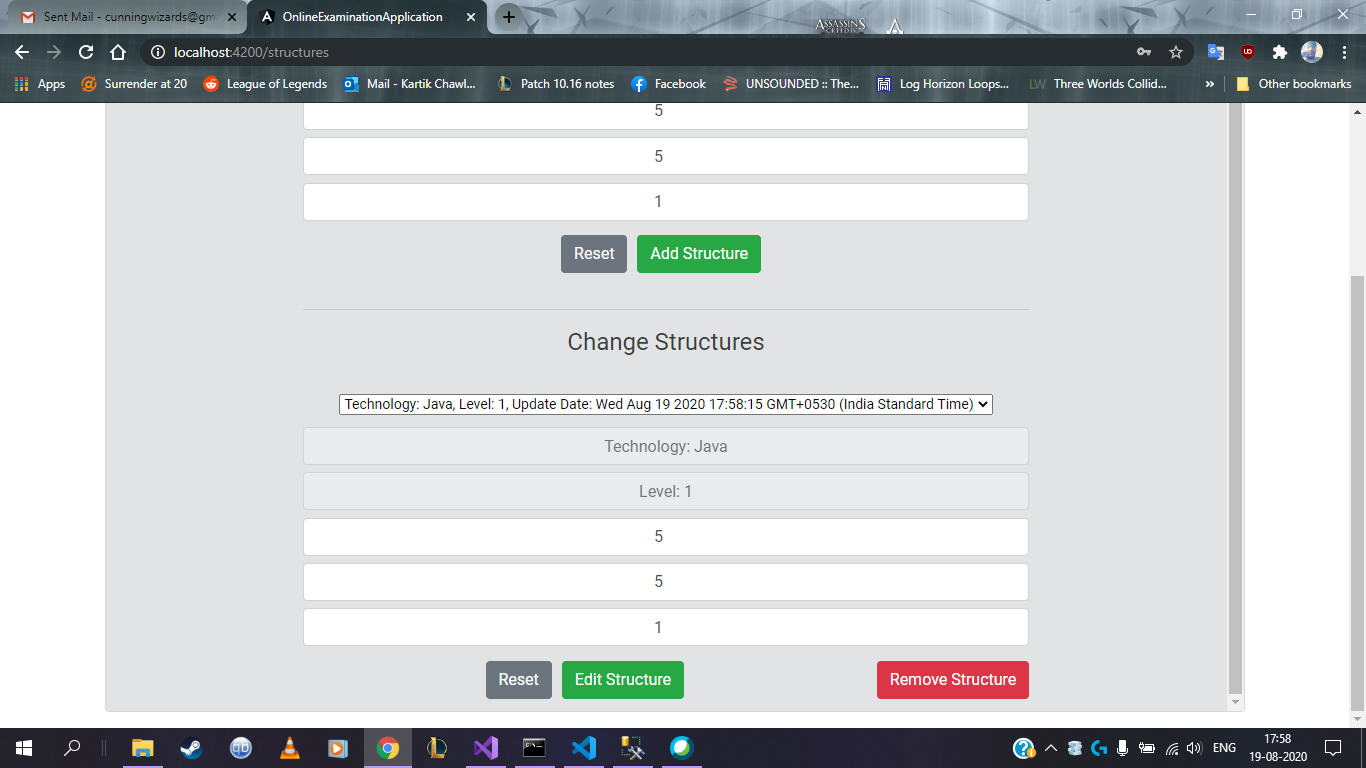 Sent Mail - cunningwizards@gm
OnlineExaminationApplication
ASSASSIN'S
localhost:4200/structures
Apps
Surrender at 20
League of Legends
Mail - Kartik Chawl...
Patch 10.16 notes
Facebook
UNSOUNDED :: The...
Log Horizon Loops...
LW
Three Worlds Collid...
»
Other bookmarks
5
5
1
Reset
Add Structure
Change Structures
Technology: Java, Level: 1, Update Date: Wed Aug 19 2020 17:58:15 GMT+0530 (India Standard Time)
Technology: Java
Level: 1
5
5
1
Reset
Edit Structure
Remove Structure
ENG
17:58
19-08-2020